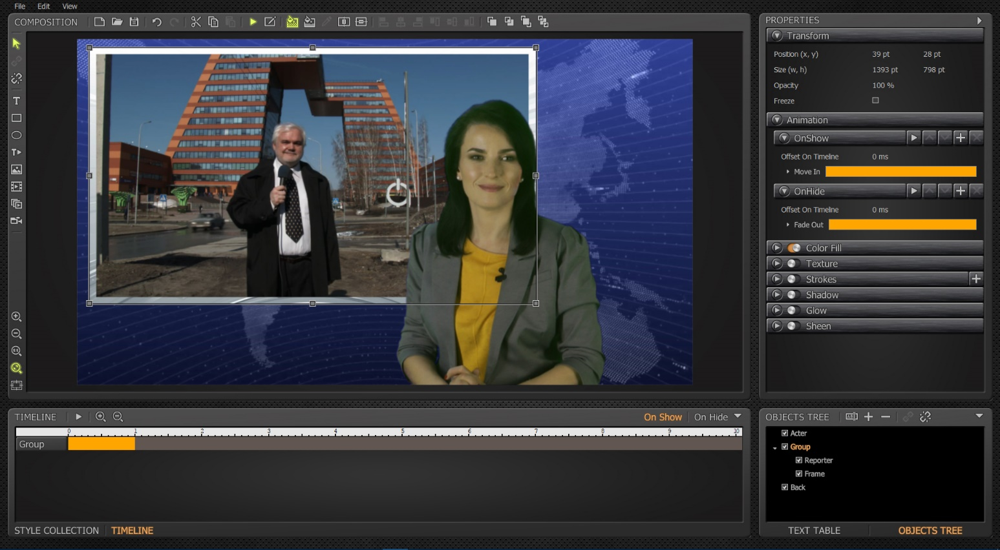 File Edit View
COMPOSITION
T
T
1:1
PROPERTIES
Transform
Position (x, y) 39 pt 28 pt
Size (w, h) 1393 pt 798 pt
Opacity 100 %
Freeze
Animation
OnShow
Offset On Timeline 0 ms
Move In
OnHide
Offset On Timeline 0 ms
Fade Out
Color Fill
Texture
Strokes
Shadow
Glow
Sheen
TIMELINE On Show On Hide
0 1 2 3 4 5 6 7 8 9 10
Group
STYLE COLLECTION TIMELINE
OBJECTS TREE
Acter
Group
Reporter
Frame
Back
TEXT TABLE OBJECTS TREE